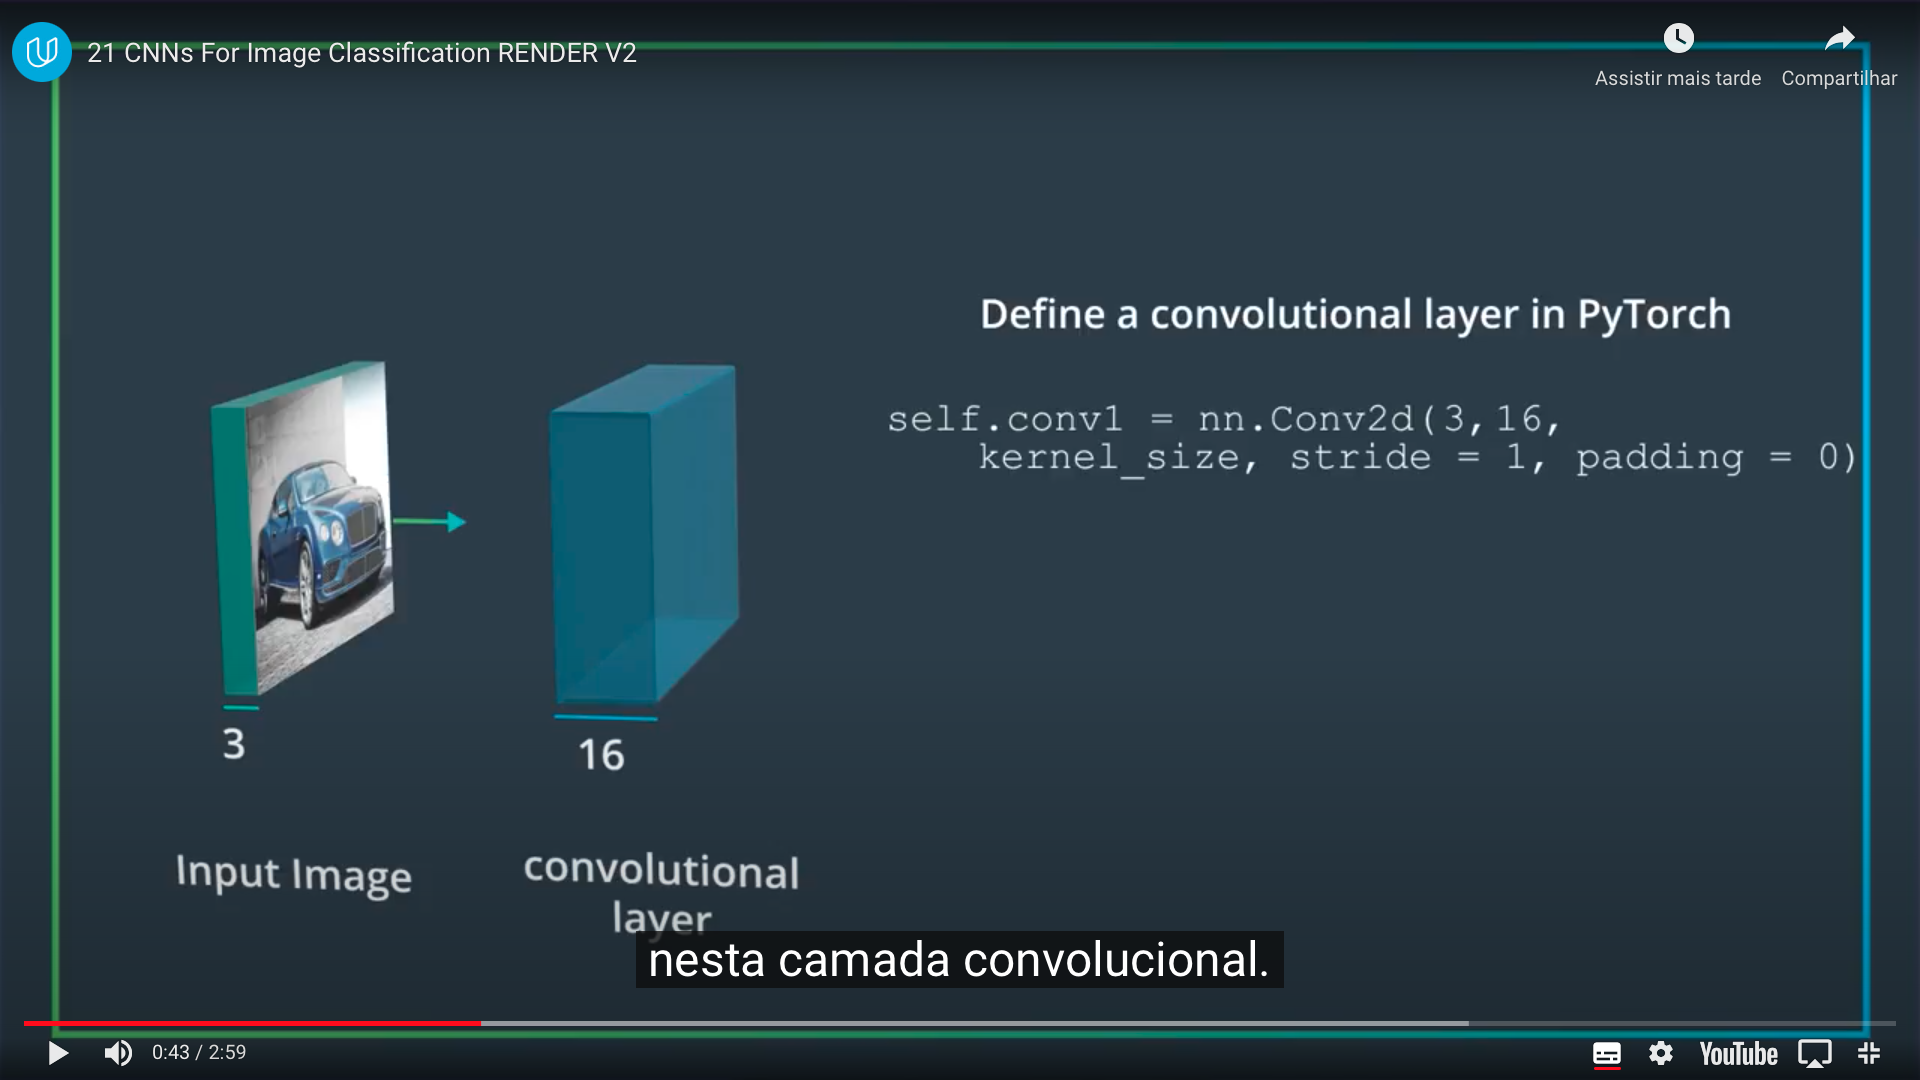 21 CNNs For Image Classification RENDER V2
Assistir mais tarde
Compartilhar
Define a convolutional layer in PyTorch
self.conv1 = nn.Conv2d(3,16,
kernel_size, stride = 1, padding = 0)
3
16
Input Image
convolutional
layer
nesta camada convolucional.
0:43 / 2:59
YouTube